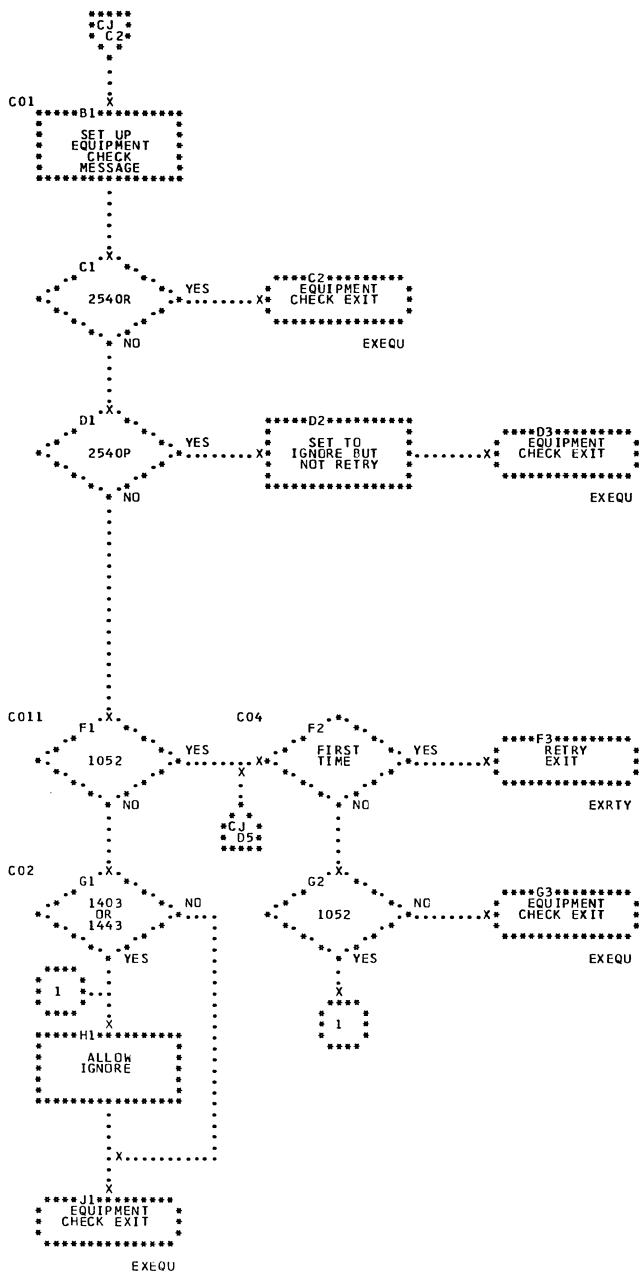 CJ
C2
C01
B1
SET UP
EQUIPMENT
CHECK
MESSAGE
C1
2540R
YES
NO
C2
EQUIPMENT
CHECK EXIT
EXEQU
D1
2540P
YES
NO
D2
SET TO
IGNORE BUT
NOT RETRY
D3
EQUIPMENT
CHECK EXIT
EXEQU
C011
F1
1052
YES
NO
CJ
D5
C04
F2
FIRST
TIME
YES
NO
F3
RETRY
EXIT
EXRTY
C02
G1
1403
OR
1443
NO
YES
G2
1052
NO
YES
G3
EQUIPMENT
CHECK EXIT
EXEQU
1
1
H1
ALLOW
IGNORE
J1
EQUIPMENT
CHECK EXIT
EXEQU